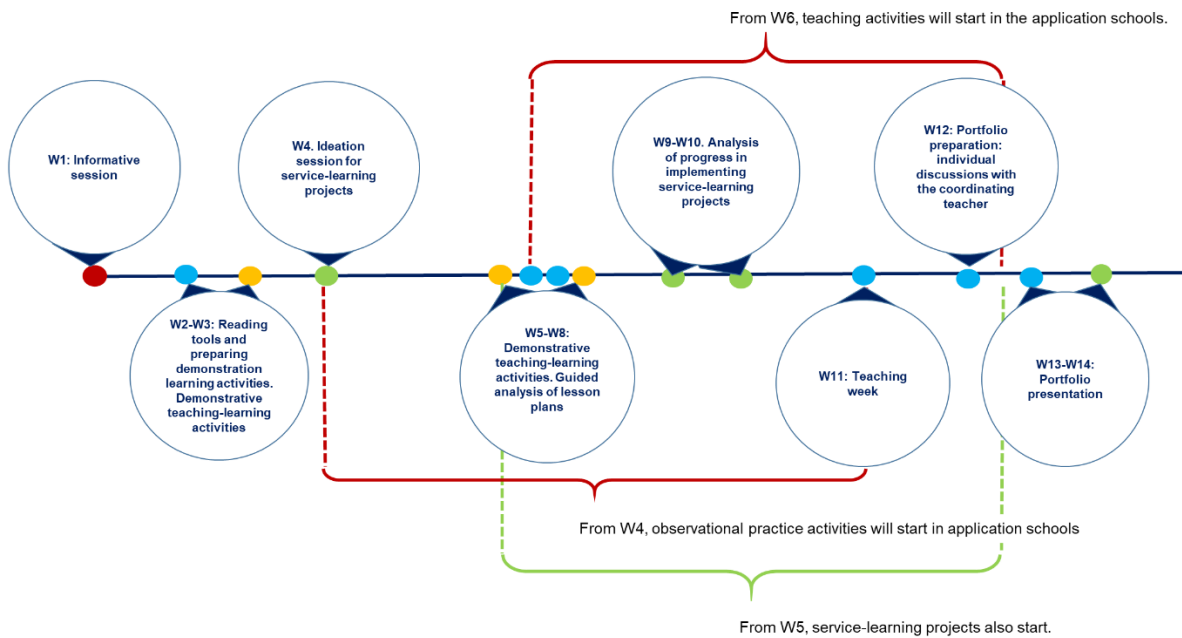 From W6, teaching activities will start in the application schools.
W1: Informative
session
W4. Ideation
session for
service-learning
projects
W9-W10. Analysis
of progress in
implementing
service-learning
projects
W12: Portfolio
preparation:
individual
discussions with
the coordinating
teacher
W2-W3: Reading
tools and
preparing
demonstration
learning activities.
Demonstrative
teaching-learning
activities
W5-W8:
Demonstrative
teaching-learning
activities. Guided
analysis of lesson
plans
W11: Teaching
week
W13-W14:
Portfolio
presentation
From W4, observational practice activities will start in application schools
From W5, service-learning projects also start.